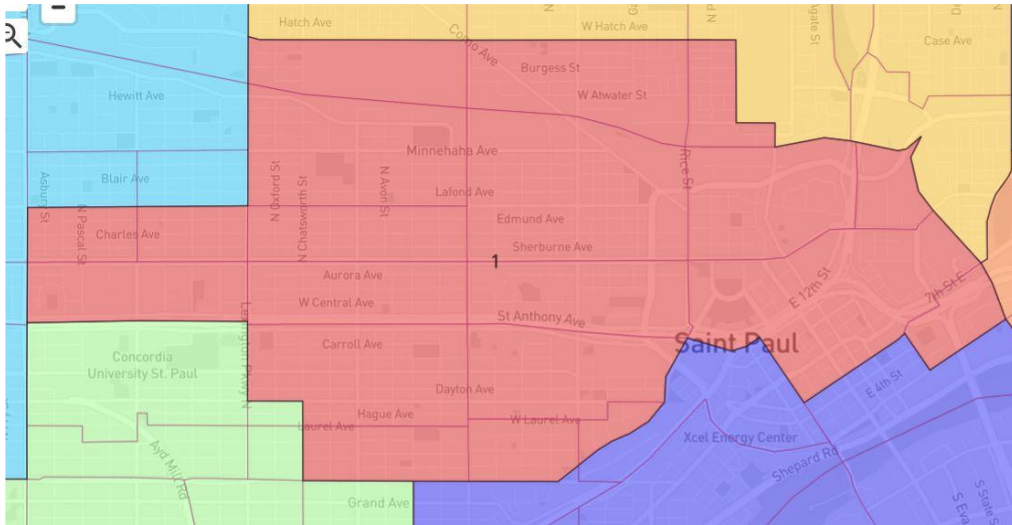 Hatch Ave
W Hatch Ave
Como Ave
Case Ave
Burgess St
Hewitt Ave
W Atwater St
Minnehaha Ave
Rice St
Blair Ave
Asbury St
N Pascal St
N Oxford St
N Chatsworth St
N Avon St
Lafond Ave
Charles Ave
Edmund Ave
Sherburne Ave
1
Aurora Ave
E 12th St
7th St E
W Central Ave
Lexington Pkwy N
St Anthony Ave
Carroll Ave
Saint Paul
Concordia
University St. Paul
Dayton Ave
E 4th St
Hague Ave
Laurel Ave
W Laurel Ave
Xcel Energy Center
Ayd Mill Rd
Shepard Rd
Grand Ave